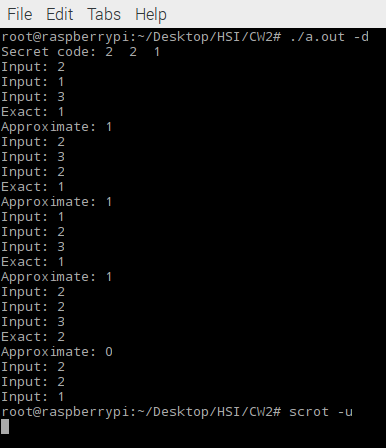 File Edit Tabs Help
root@raspberrypi:~/Desktop/HSI/CW2# ./a.out -d
Secret code: 2  2  1
Input: 2
Input: 1
Input: 3
Exact: 1
Approximate: 1
Input: 2
Input: 3
Input: 2
Exact: 1
Approximate: 1
Input: 1
Input: 2
Input: 3
Exact: 1
Approximate: 1
Input: 2
Input: 2
Input: 3
Exact: 2
Approximate: 0
Input: 2
Input: 2
Input: 1
root@raspberrypi:~/Desktop/HSI/CW2# scrot -u